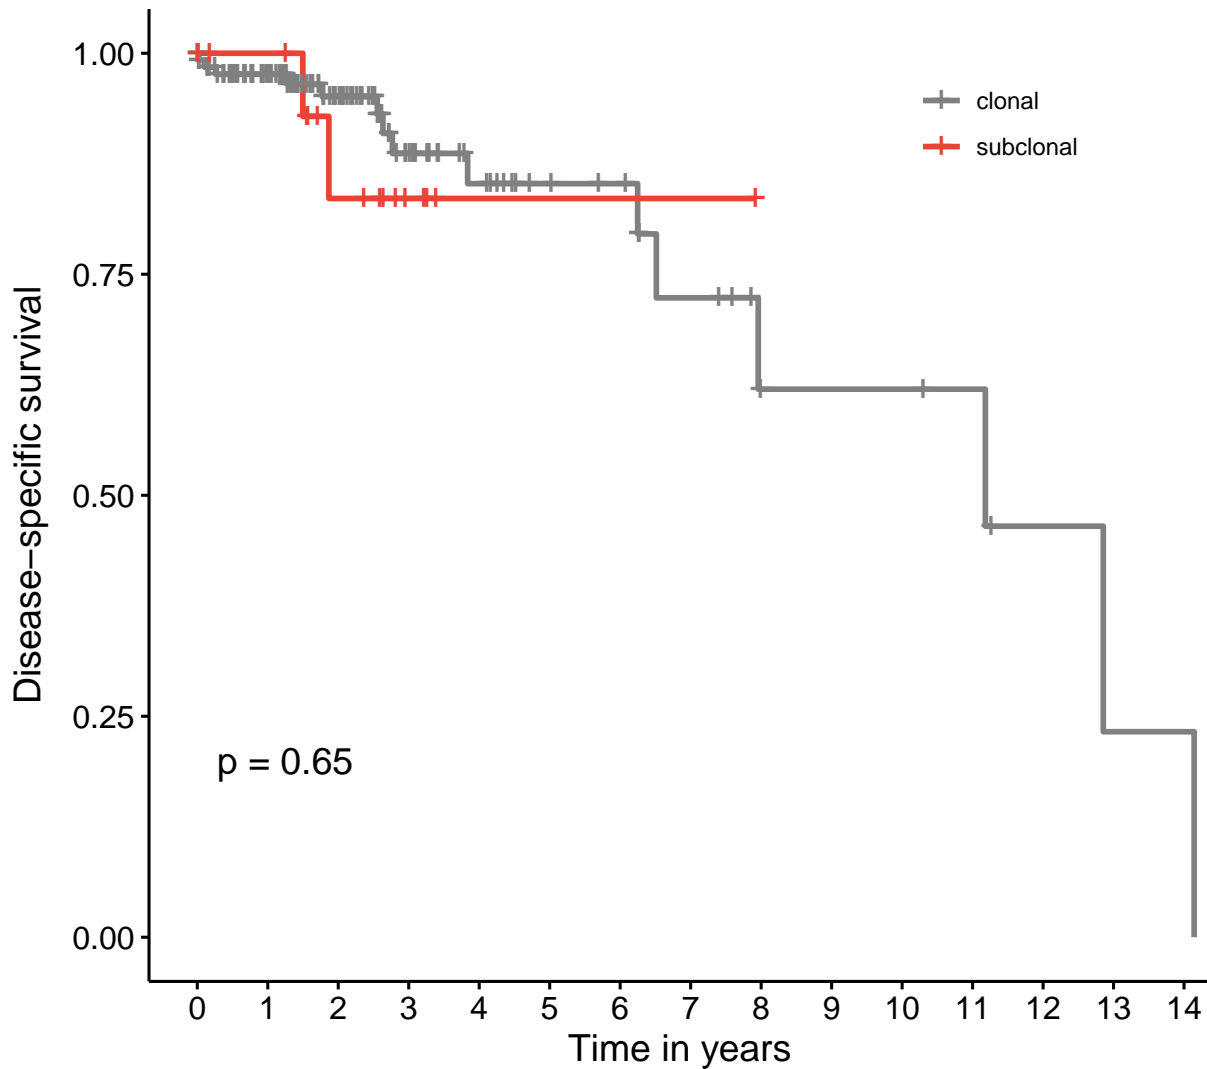 1.00
0.75
0.50
0.25
0.00
Disease–specific survival
clonal
subclonal
p = 0.65
0 1 2 3 4 5 6 7 8 9 10 11 12 13 14
Time in years